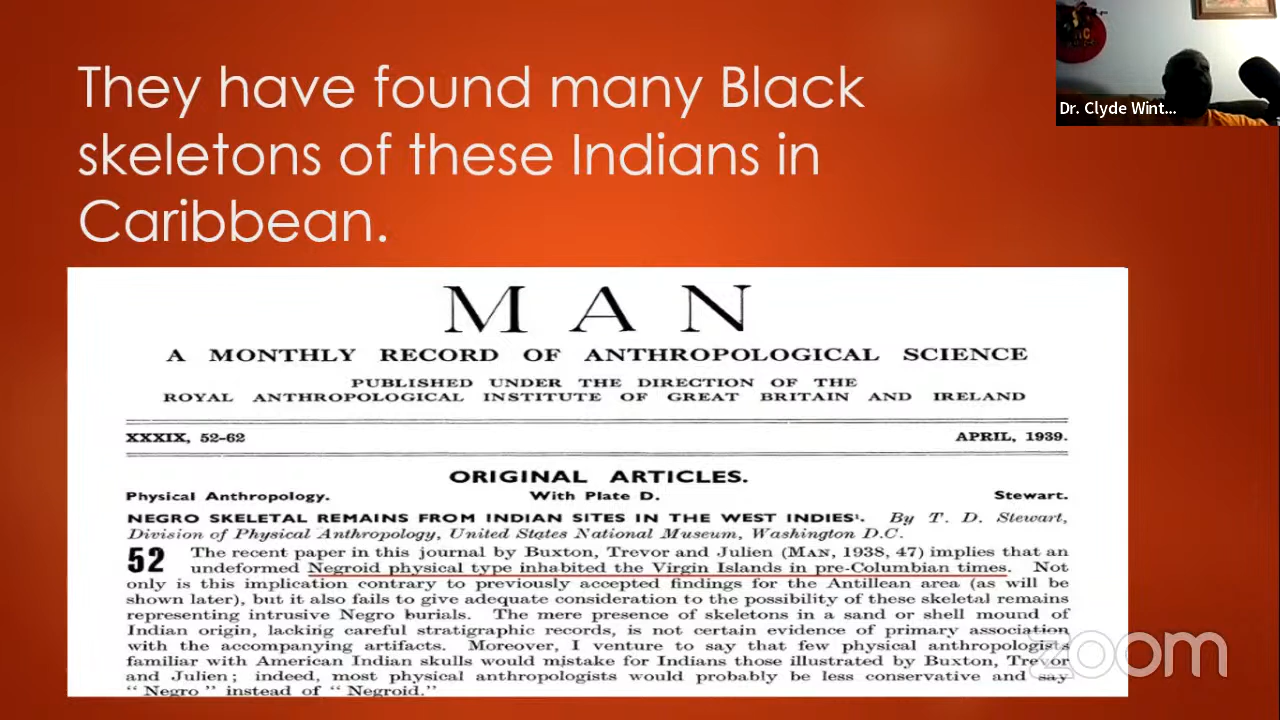 They have found many Black
skeletons of these Indians in
Caribbean.
Dr. Clyde Wint...
MAN
A MONTHLY RECORD OF ANTHROPOLOGICAL SCIENCE
PUBLISHED UNDER THE DIRECTION OF THE
ROYAL ANTHROPOLOGICAL INSTITUTE OF GREAT BRITAIN AND IRELAND
XXXIX, 52-62 APRIL, 1939.
ORIGINAL ARTICLES.
Physical Anthropology. With Plate D. Stewart.
NEGRO SKELETAL REMAINS FROM INDIAN SITES IN THE WEST INDIES¹. By T. D. Stewart,
Division of Physical Anthropology, United States National Museum, Washington D.C.
52 The recent paper in this journal by Buxton, Trevor and Julien (MAN, 1938, 47) implies that an
undeformed Negroid physical type inhabited the Virgin Islands in pre-Columbian times. Not
only is this implication contrary to previously accepted findings for the Antillean area (as will be
shown later), but it also fails to give adequate consideration to the possibility of these skeletal remains
representing intrusive Negro burials. The mere presence of skeletons in a sand or shell mound of
Indian origin, lacking careful stratigraphic records, is not certain evidence of primary association
with the accompanying artifacts. Moreover, I venture to say that few physical anthropologists
familiar with American Indian skulls would mistake for Indians those illustrated by Buxton, Trevor
and Julien; indeed, most physical anthropologists would probably be less conservative and say
"Negro" instead of "Negroid."
zoom